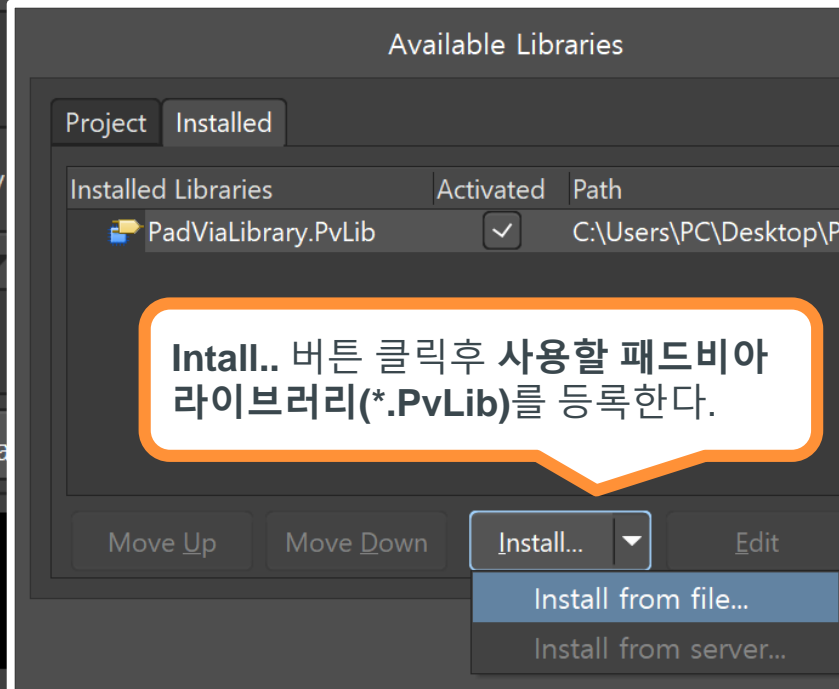 Available Libraries
Project Installed
Installed Libraries Activated Path
PadViaLibrary.PvLib C:\Users\PC\Desktop\P
Intall.. 버튼 클릭후 사용할 패드비아
라이브러리(*.PvLib)를 등록한다.
Move Up Move Down Install... Edit
Install from file...
Install from server...